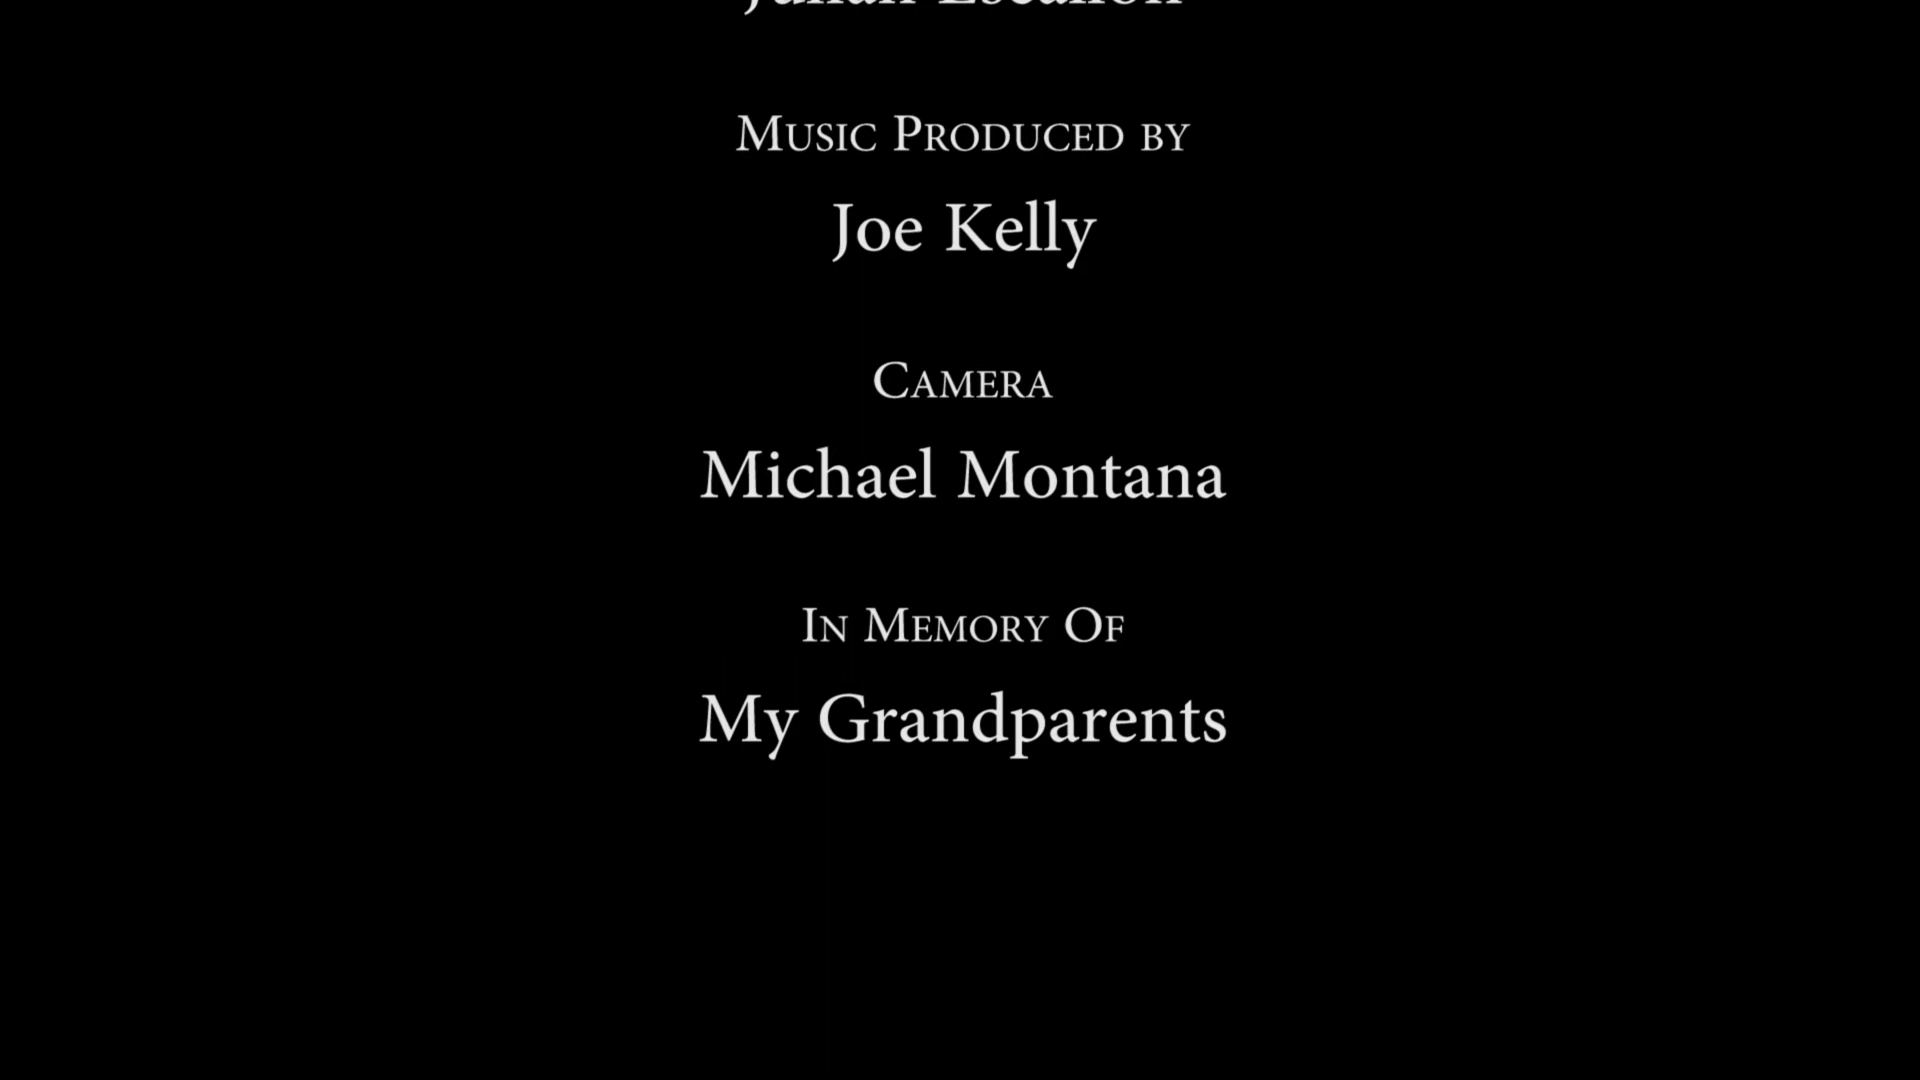 Music Produced by
Joe Kelly
Camera
Michael Montana
In Memory Of
My Grandparents